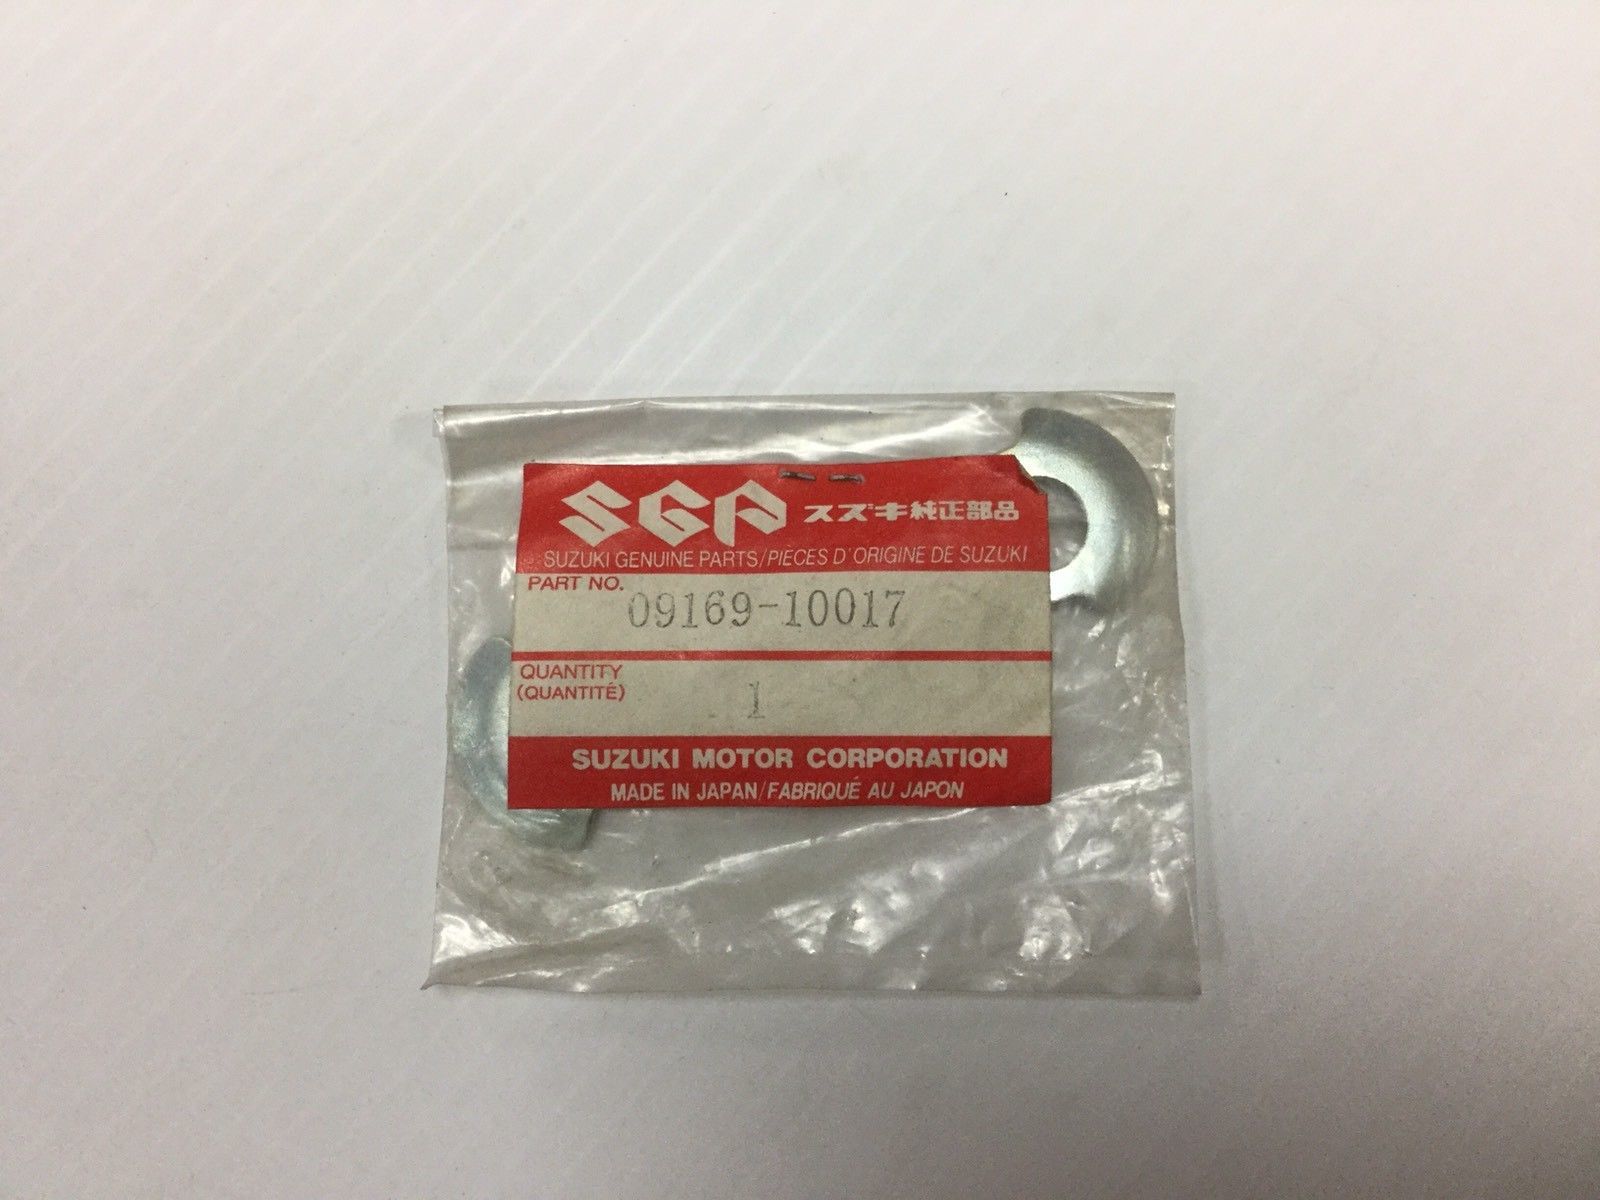 SGP スズキ純正部品
SUZUKI GENUINE PARTS/PIECES D'ORIGINE DE SUZUKI
PART NO. 09169-10017
QUANTITY
(QUANTITÉ) 1
SUZUKI MOTOR CORPORATION
MADE IN JAPAN/FABRIQUÉ AU JAPON